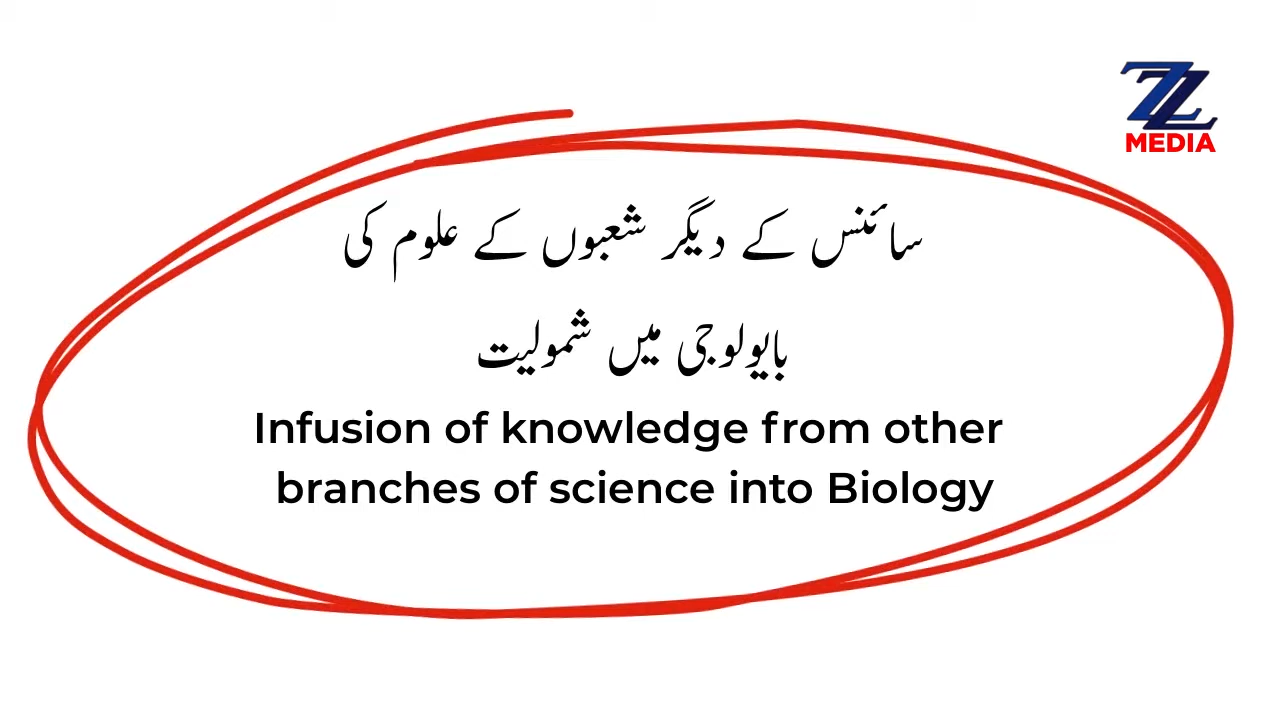 ZZ
MEDIA
سائنس کے دیگر شعبوں کے علوم کی
بایولوجی میں شمولیت
Infusion of knowledge from other
branches of science into Biology